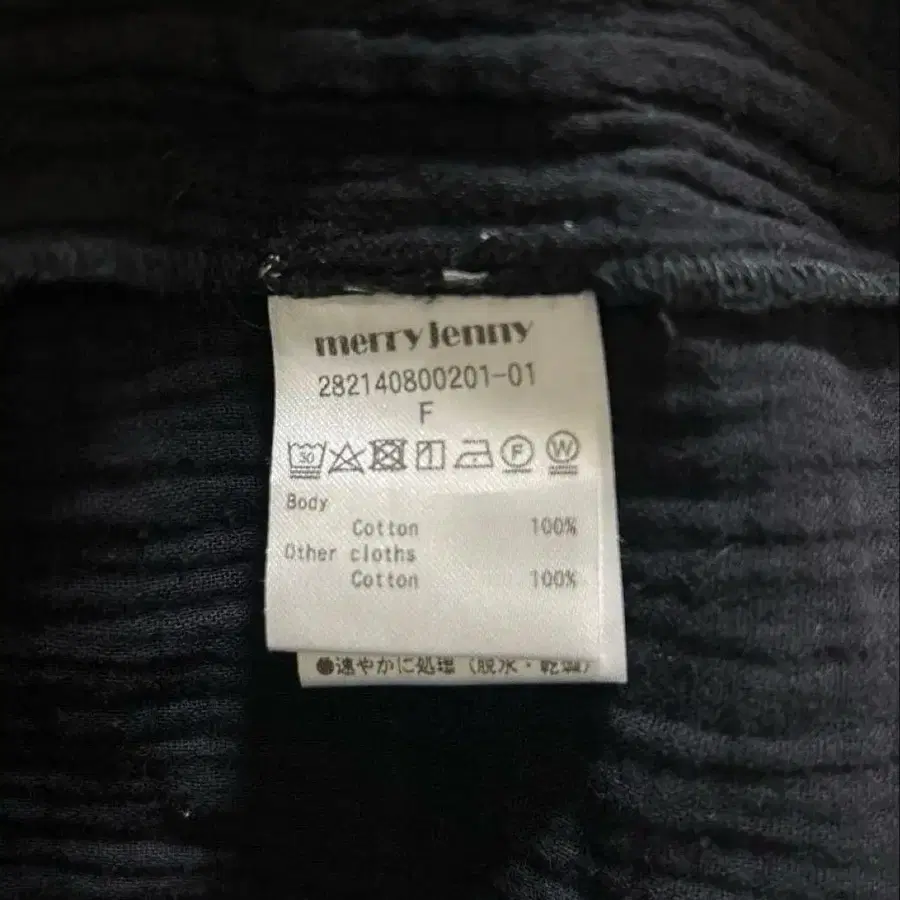 merry jenny
282140800201-01
F
30 F W
Body
Cotton 100%
Other cloths
Cotton 100%
●速やかに処理（脱水・乾燥）